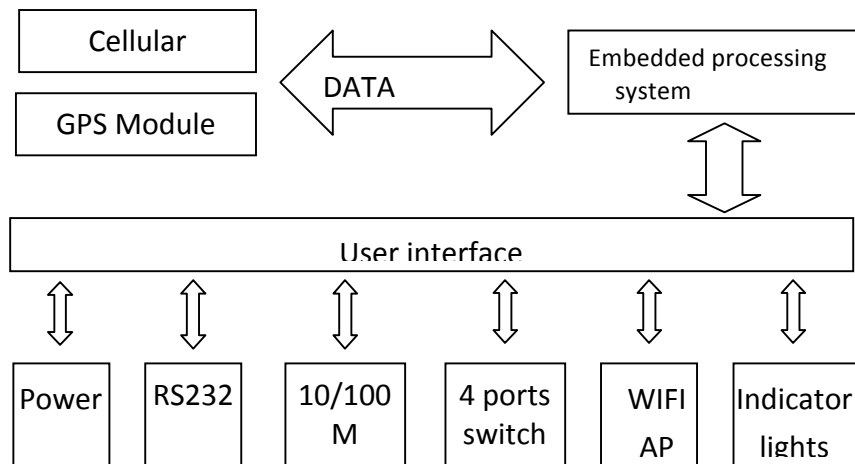 Cellular
GPS Module
DATA
Embedded processing
system
User interface
Power
RS232
10/100
M
4 ports
switch
WIFI
AP
Indicator
lights